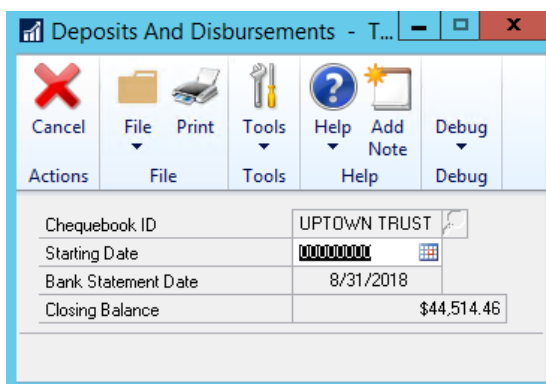 Deposits And Disbursements - T...
Cancel
File
Print
Tools
Help
Add Note
Debug
Actions
File
Tools
Help
Debug
Chequebook ID
UPTOWN TRUST
Starting Date
Bank Statement Date
8/31/2018
Closing Balance
$44,514.46